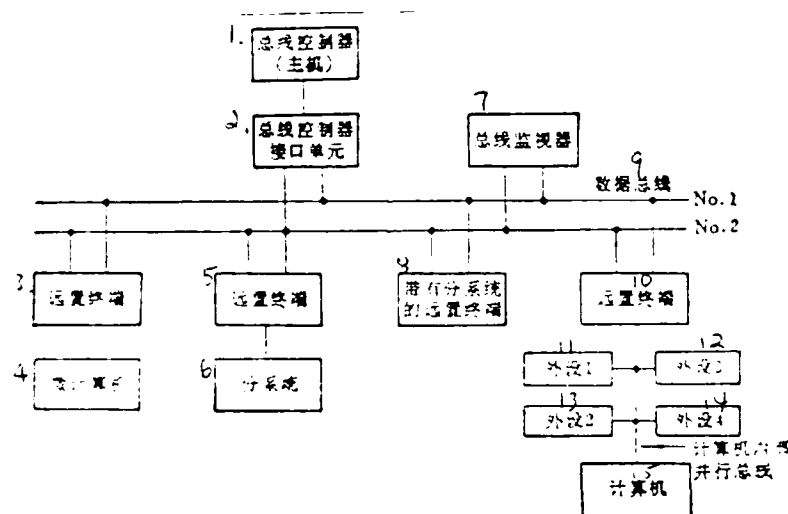 1.
总线控制器
(主机)
2.
总线控制器
接口单元
7
总线监视器
9
数据总线
No.1
No.2
3.
远置终端
5
远置终端
8
带有分系统
的远置终端
10
远置终端
4
6
分系统
11
外设1
12
外设
13
外设2
14
外设4
计算机内部
并行总线
15
计算机